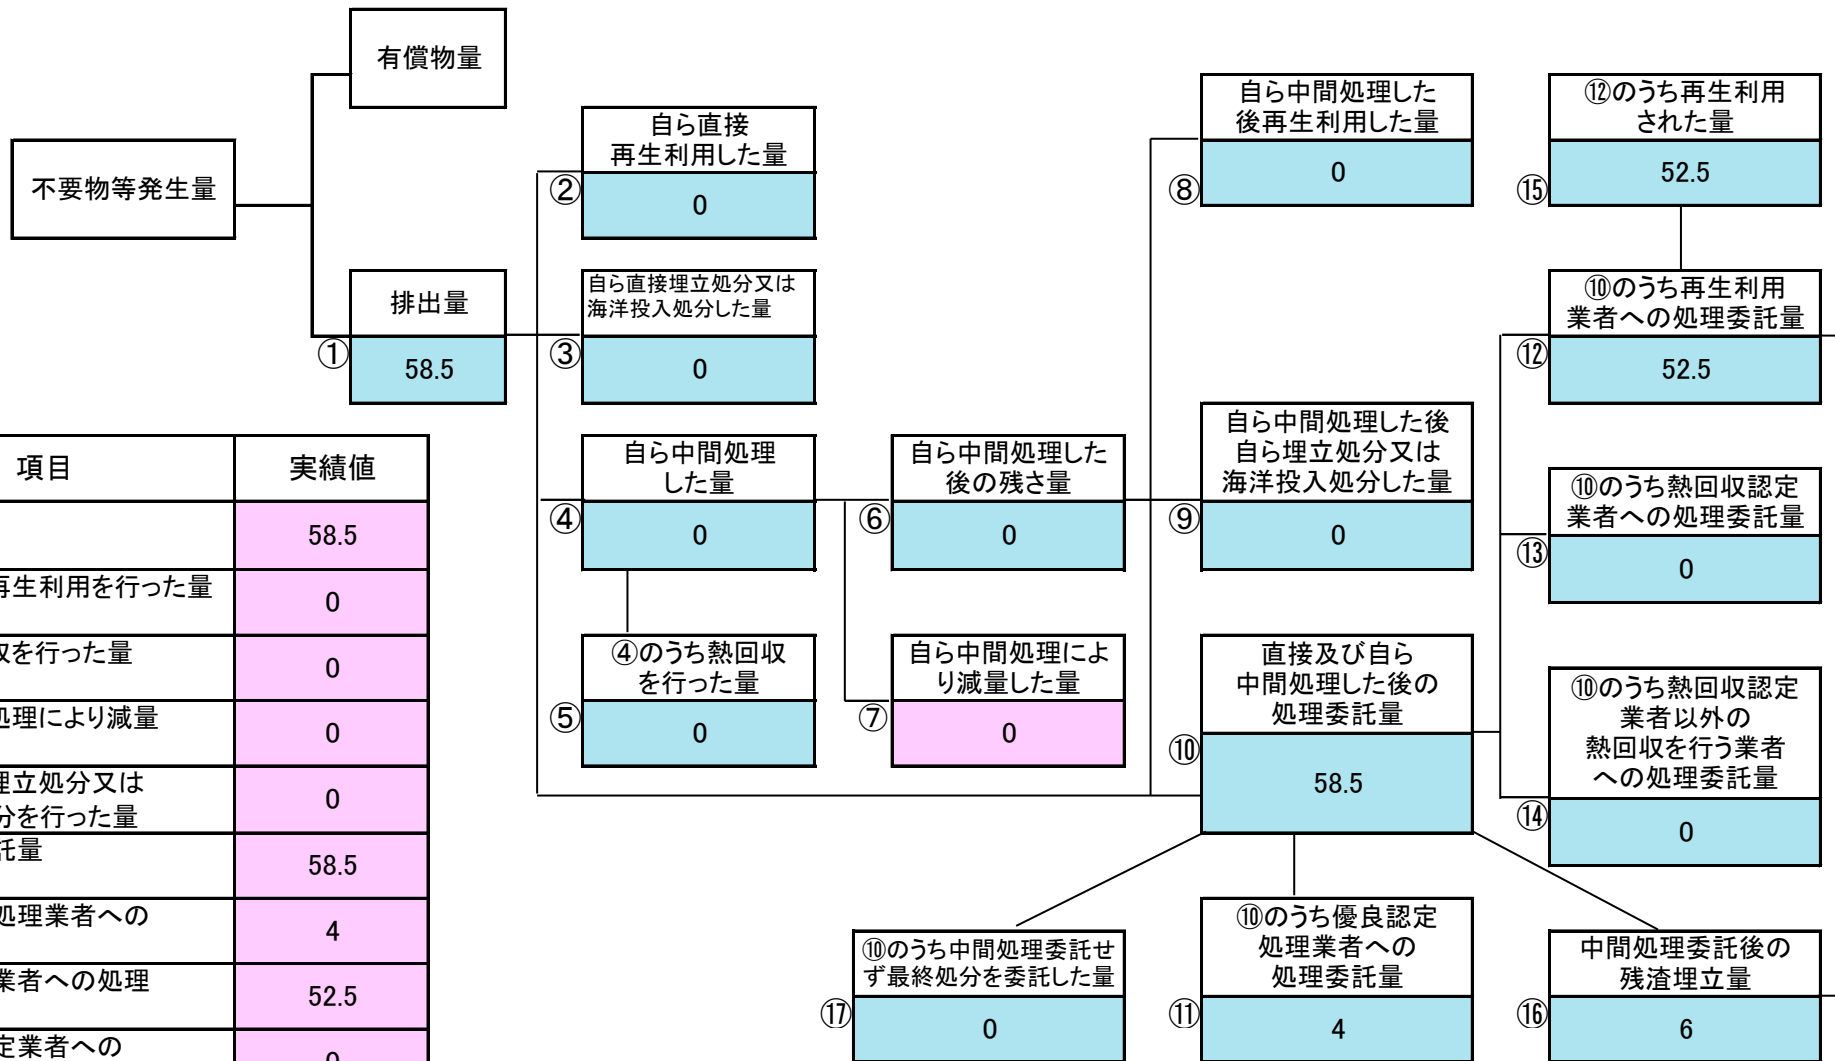 有償物量
不要物等発生量
排出量
①
58.5
自ら直接
再生利用した量
②
0
自ら直接埋立処分又は
海洋投入処分した量
③
0
自ら中間処理
した量
④
0
④のうち熱回収
を行った量
⑤
0
自ら中間処理した
後の残さ量
⑥
0
自ら中間処理によ
り減量した量
⑦
0
自ら中間処理した
後再生利用した量
⑧
0
自ら中間処理した後
自ら埋立処分又は
海洋投入処分した量
⑨
0
直接及び自ら
中間処理した後の
処理委託量
⑩
58.5
⑩のうち優良認定
処理業者への
処理委託量
⑪
4
⑫のうち再生利用
された量
⑮
52.5
⑩のうち再生利用
業者への処理委託量
⑫
52.5
⑩のうち熱回収認定
業者への処理委託量
⑬
0
⑩のうち熱回収認定
業者以外の
熱回収を行う業者
への処理委託量
⑭
0
中間処理委託後の
残渣埋立量
⑯
6
⑩のうち中間処理委託せ
ず最終処分を委託した量
⑰
0
項目 実績値
58.5
再生利用を行った量 0
収を行った量 0
処理により減量 0
埋立処分又は
分を行った量 0
託量 58.5
処理業者への 4
業者への処理 52.5
定業者への 0